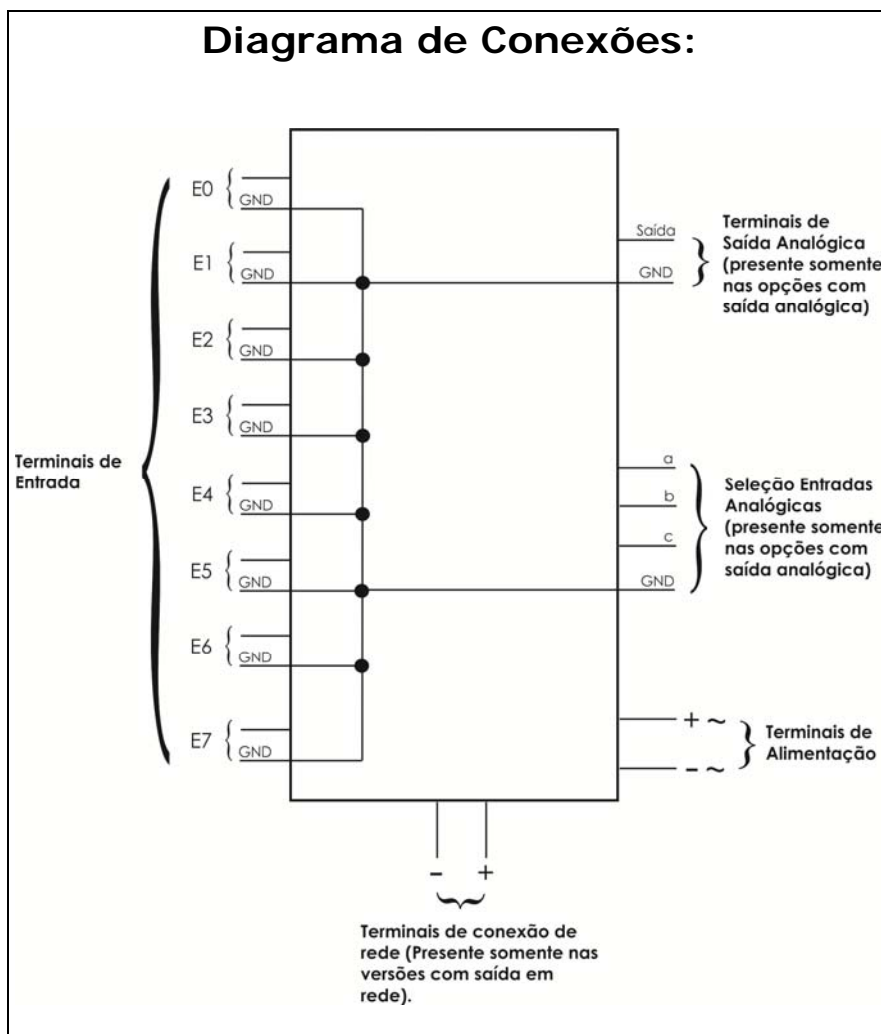 Diagrama de Conexões:
E0
GND
E1
GND
E2
GND
E3
GND
E4
GND
E5
GND
E6
GND
E7
GND
Terminais de
Entrada
Saída
GND
Terminais de
Saída Analógica
(presente somente
nas opções com
saída analógica)
a
b
c
GND
Seleção Entradas
Analógicas
(presente somente
nas opções com
saída analógica)
+ ~
- ~
Terminais de
Alimentação
- +
Terminais de conexão de
rede (Presente somente nas
versões com saída em
rede).